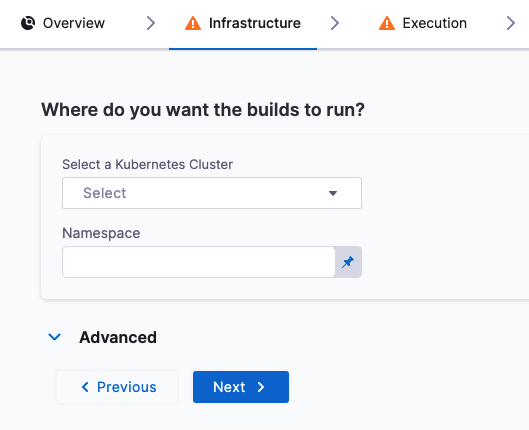 Overview Infrastructure Execution
Where do you want the builds to run?
Select a Kubernetes Cluster
Select
Namespace
Advanced
Previous Next